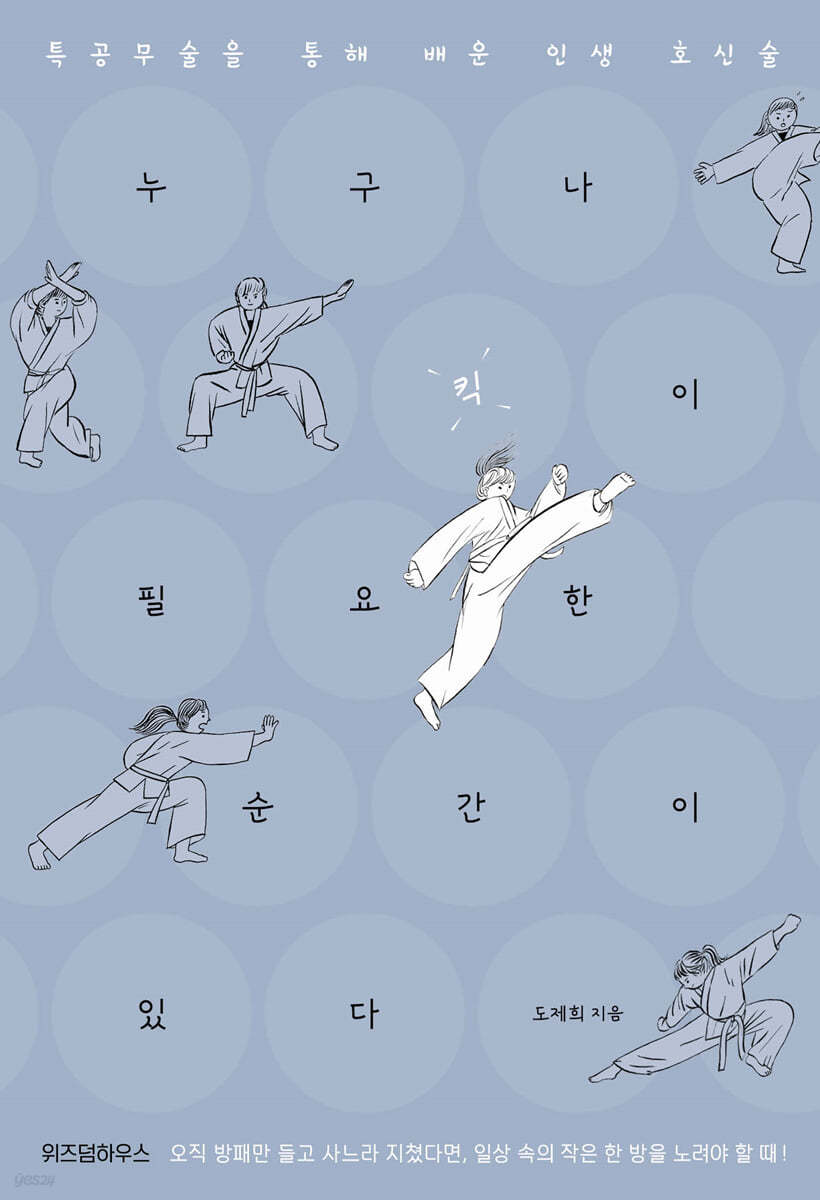 특공무술을 통해 배운 인생 호신술
누구나
킥이
필요한
순간이
있다
도제희 지음
위즈덤하우스 오직 방패만 들고 사느라 지쳤다면, 일상 속의 작은 한 방을 노려야 할 때!
yes24